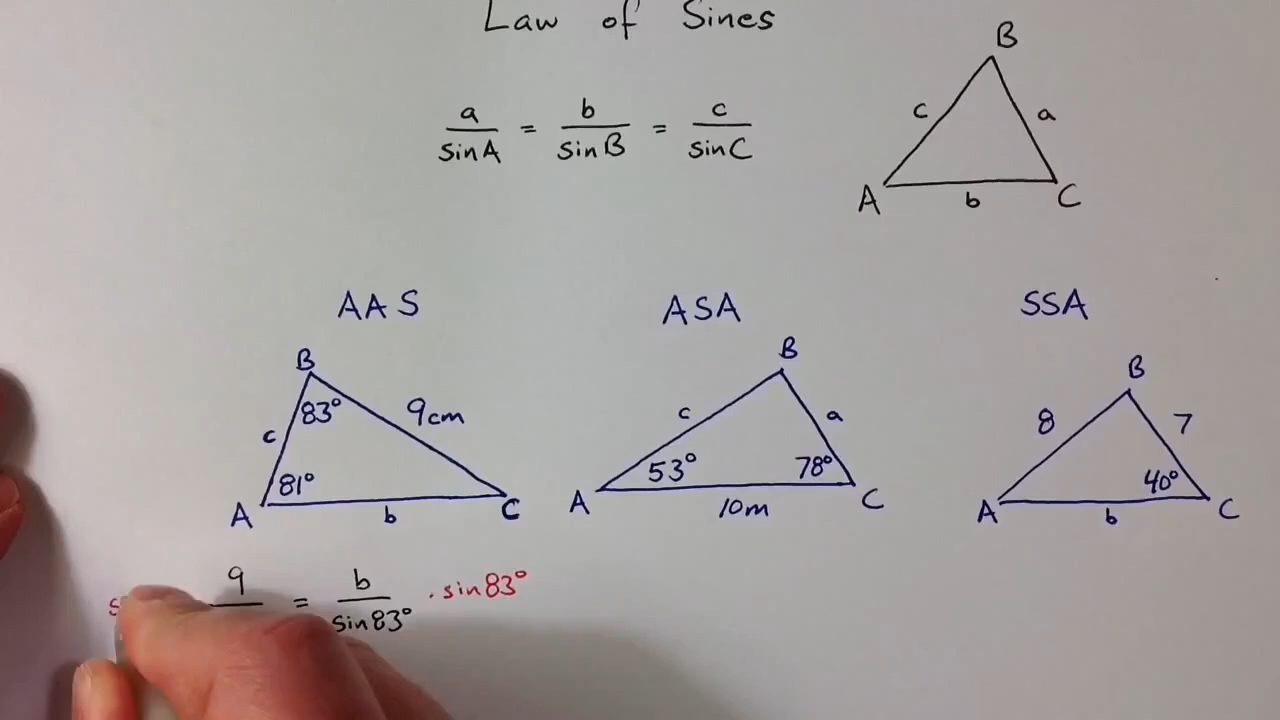 Law of Sines
a/sinA = b/sinB = c/sinC
B
c a
A b C
AAS
B
83° 9cm
c
81°
A b C
ASA
B
c a
53° 78°
A 10m C
SSA
B
8 7
40°
A b C
9 = b/sin83° · sin83°